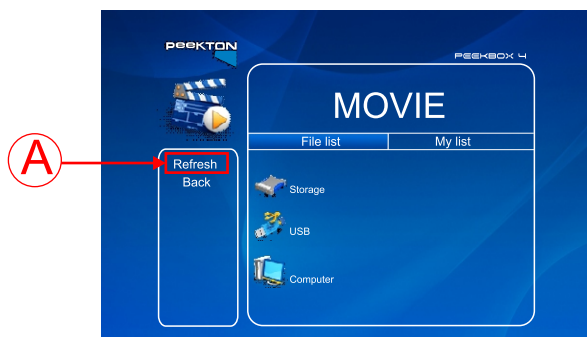 PEEKTON
PEEKBOX 4
MOVIE
File list My list
A
Refresh
Back
Storage
USB
Computer